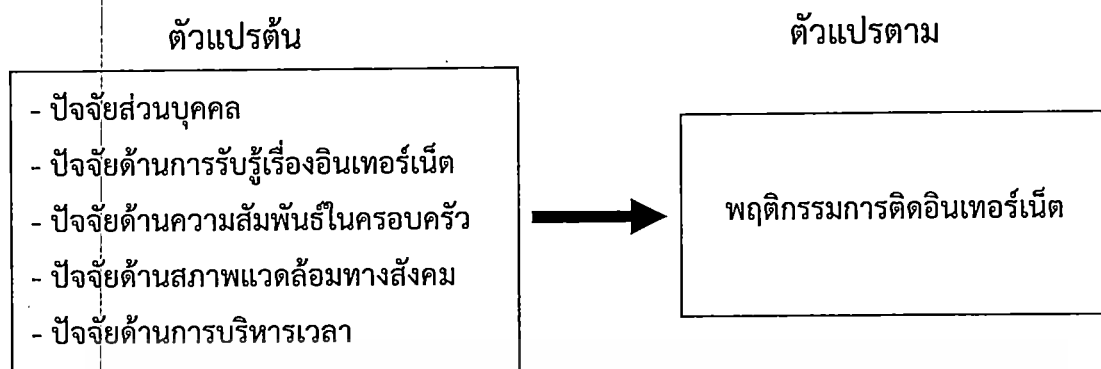 ตัวแปรต้น
- ปัจจัยส่วนบุคคล
- ปัจจัยด้านการรับรู้เรื่องอินเทอร์เน็ต
- ปัจจัยด้านความสัมพันธ์ในครอบครัว
- ปัจจัยด้านสภาพแวดล้อมทางสังคม
- ปัจจัยด้านการบริหารเวลา
ตัวแปรตาม
พฤติกรรมการติดอินเทอร์เน็ต